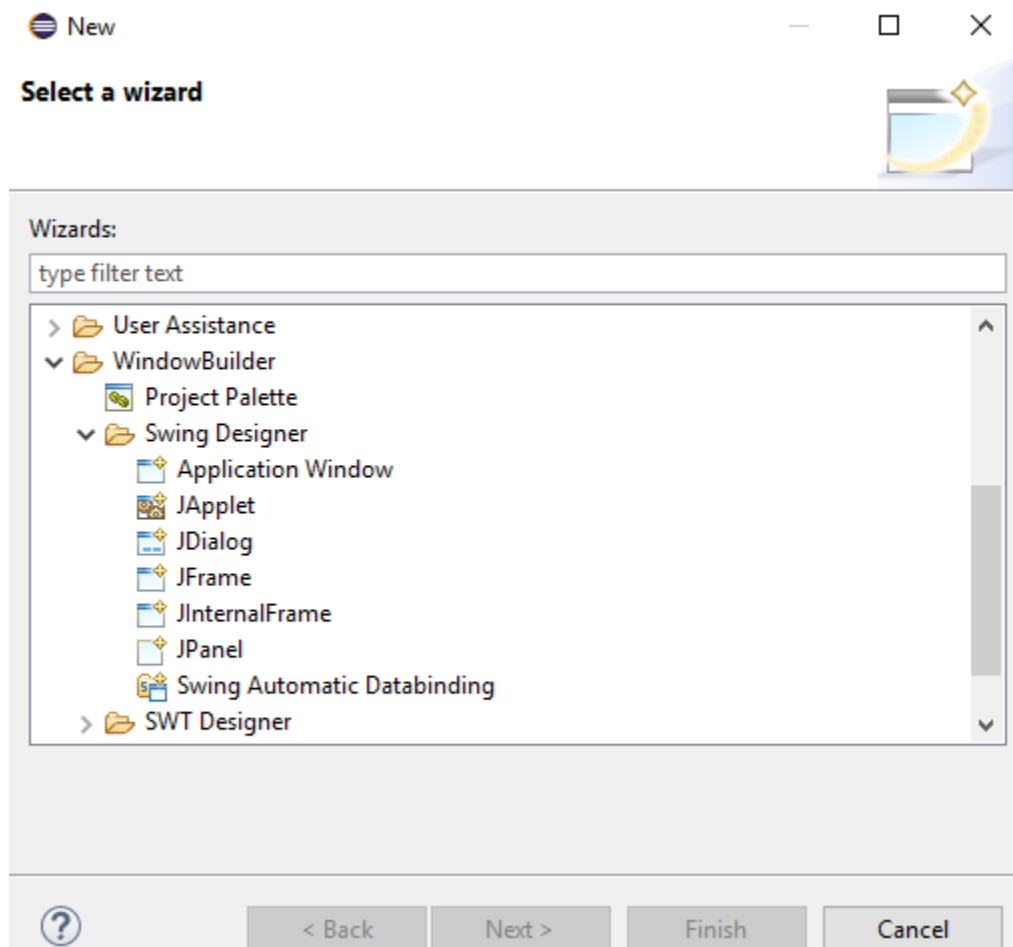 New
Select a wizard
Wizards:
type filter text
User Assistance
WindowBuilder
Project Palette
Swing Designer
Application Window
JApplet
JDialog
JFrame
JInternalFrame
JPanel
Swing Automatic Databinding
SWT Designer
< Back Next > Finish Cancel